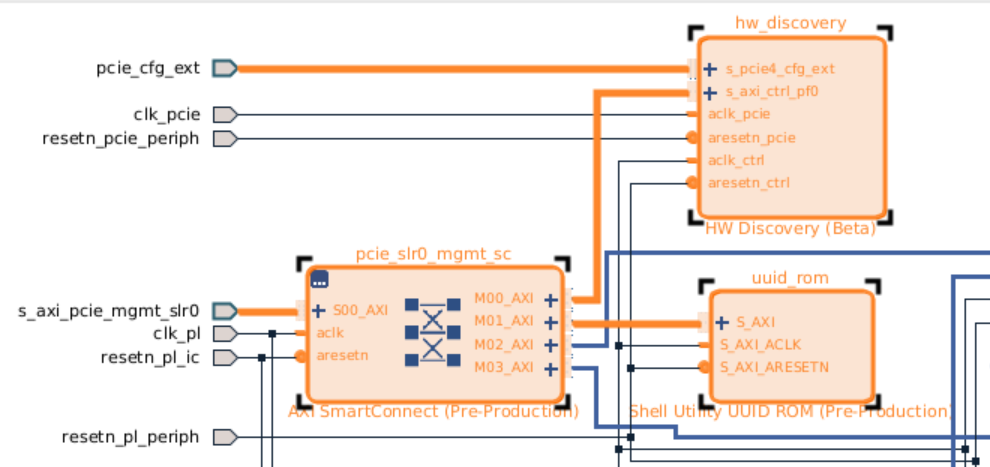 hw_discovery
pcie_cfg_ext
s_pcie4_cfg_ext
s_axi_ctrl_pf0
clk_pcie
aclk_pcie
resetn_pcie_periph
aresetn_pcie
aclk_ctrl
aresetn_ctrl
HW Discovery (Beta)
pcie_slr0_mgmt_sc
uuid_rom
s_axi_pcie_mgmt_slr0
S00_AXI
M00_AXI
M01_AXI
S_AXI
clk_pl
aclk
M02_AXI
S_AXI_ACLK
resetn_pl_ic
aresetn
M03_AXI
S_AXI_ARESETN
AXI SmartConnect (Pre-Production)
Shell Utility UUID ROM (Pre-Production)
resetn_pl_periph